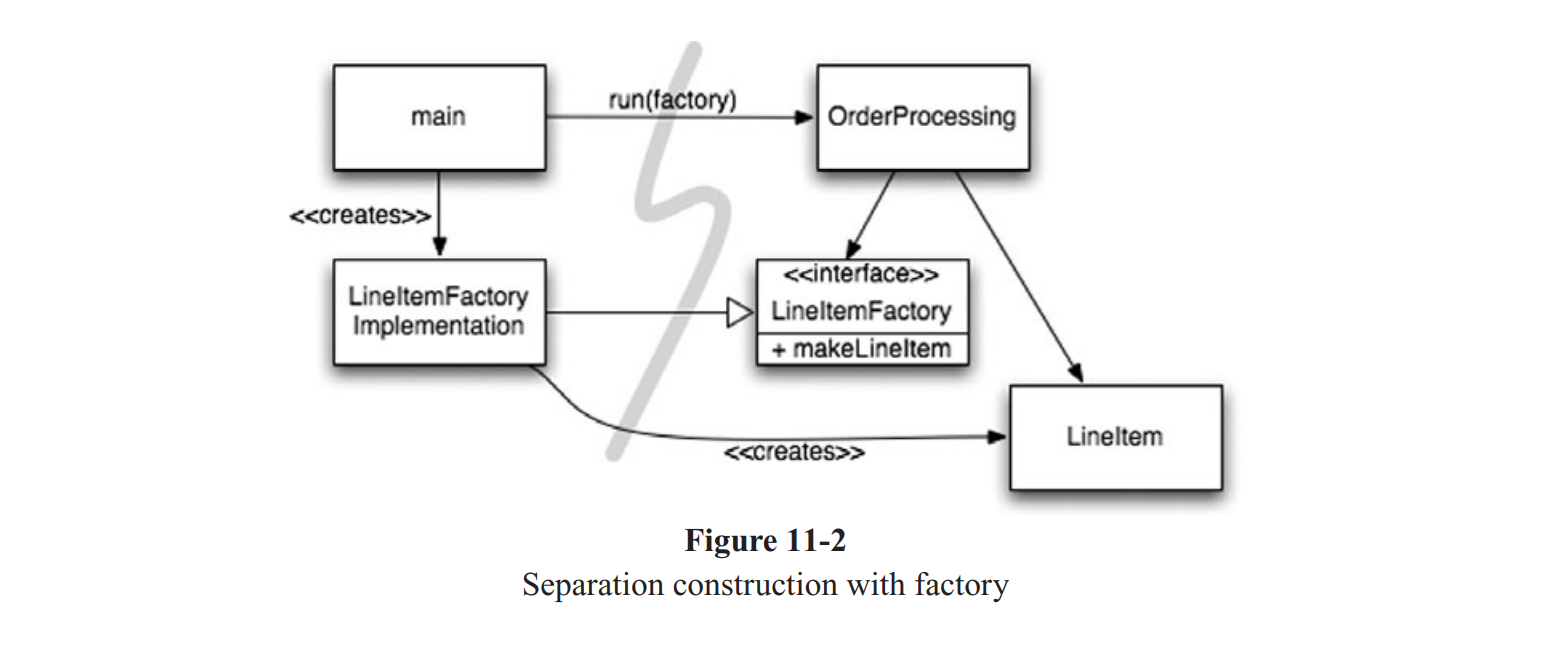 main
run(factory)
OrderProcessing
<<creates>>
LineItemFactory
Implementation
<<interface>>
LineItemFactory
+ makeLineItem
LineItem
<<creates>>
Figure 11-2
Separation construction with factory